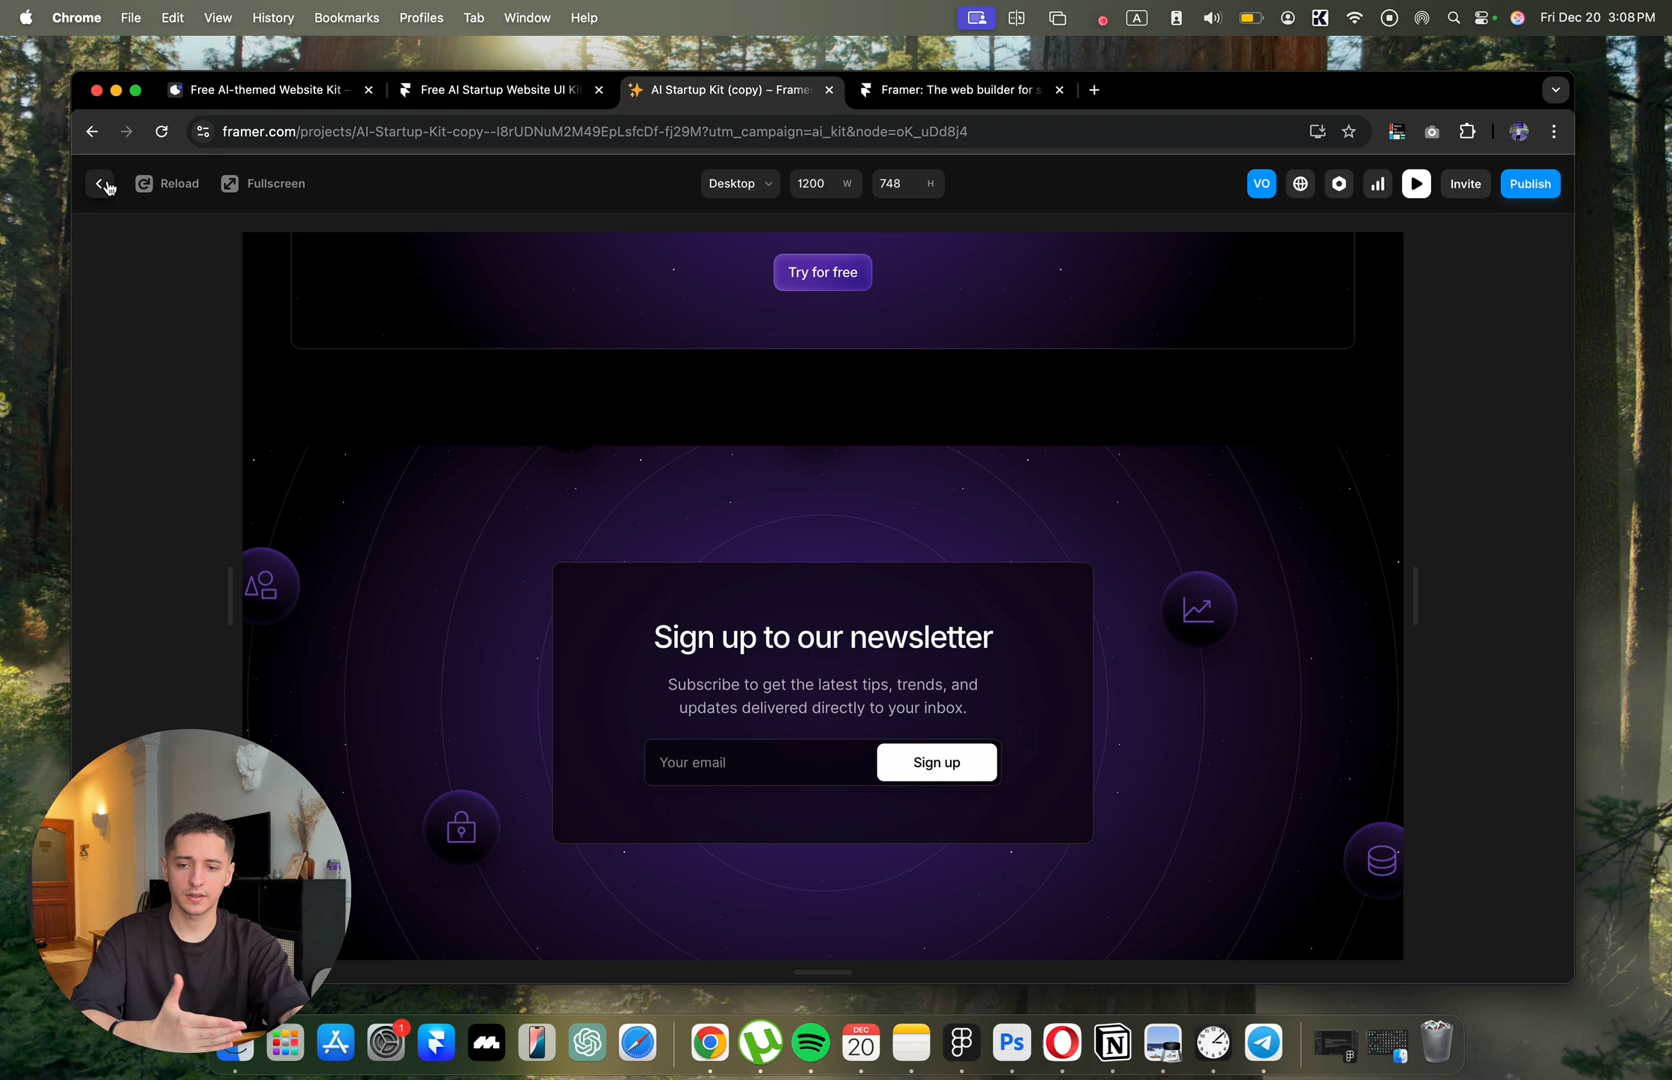 Chrome File Edit View History Bookmarks Profiles Tab Window Help A Fri Dec 20 3:08 PM
Free AI-themed Website Kit – Free AI Startup Website UI Kit AI Startup Kit (copy) – Framer Framer: The web builder for s
framer.com/projects/AI-Startup-Kit-copy--I8rUDNuM2M49EpLsfcDf-fj29M?utm_campaign=ai_kit&node=oK_uDd8j4
Reload Fullscreen Desktop 1200 W 748 H VO Invite Publish
Try for free
Sign up to our newsletter
Subscribe to get the latest tips, trends, and
updates delivered directly to your inbox.
Your email Sign up
1 DEC
20 Ps